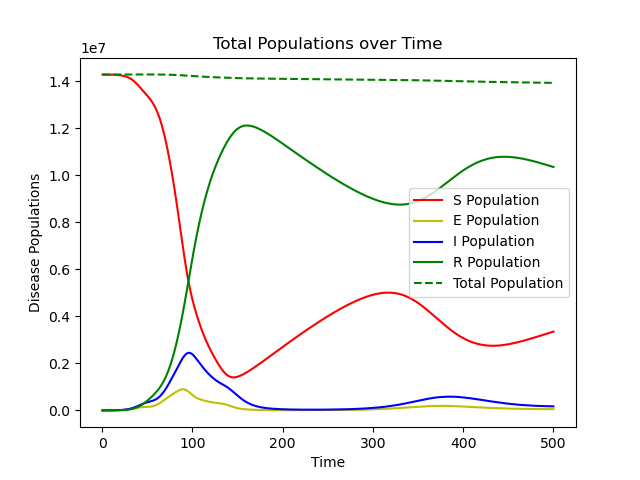 Total Populations over Time
1e7
1.4
1.2
1.0
0.8
0.6
0.4
0.2
0.0
Disease Populations
S Population
E Population
I Population
R Population
Total Population
0
100
200
300
400
500
Time